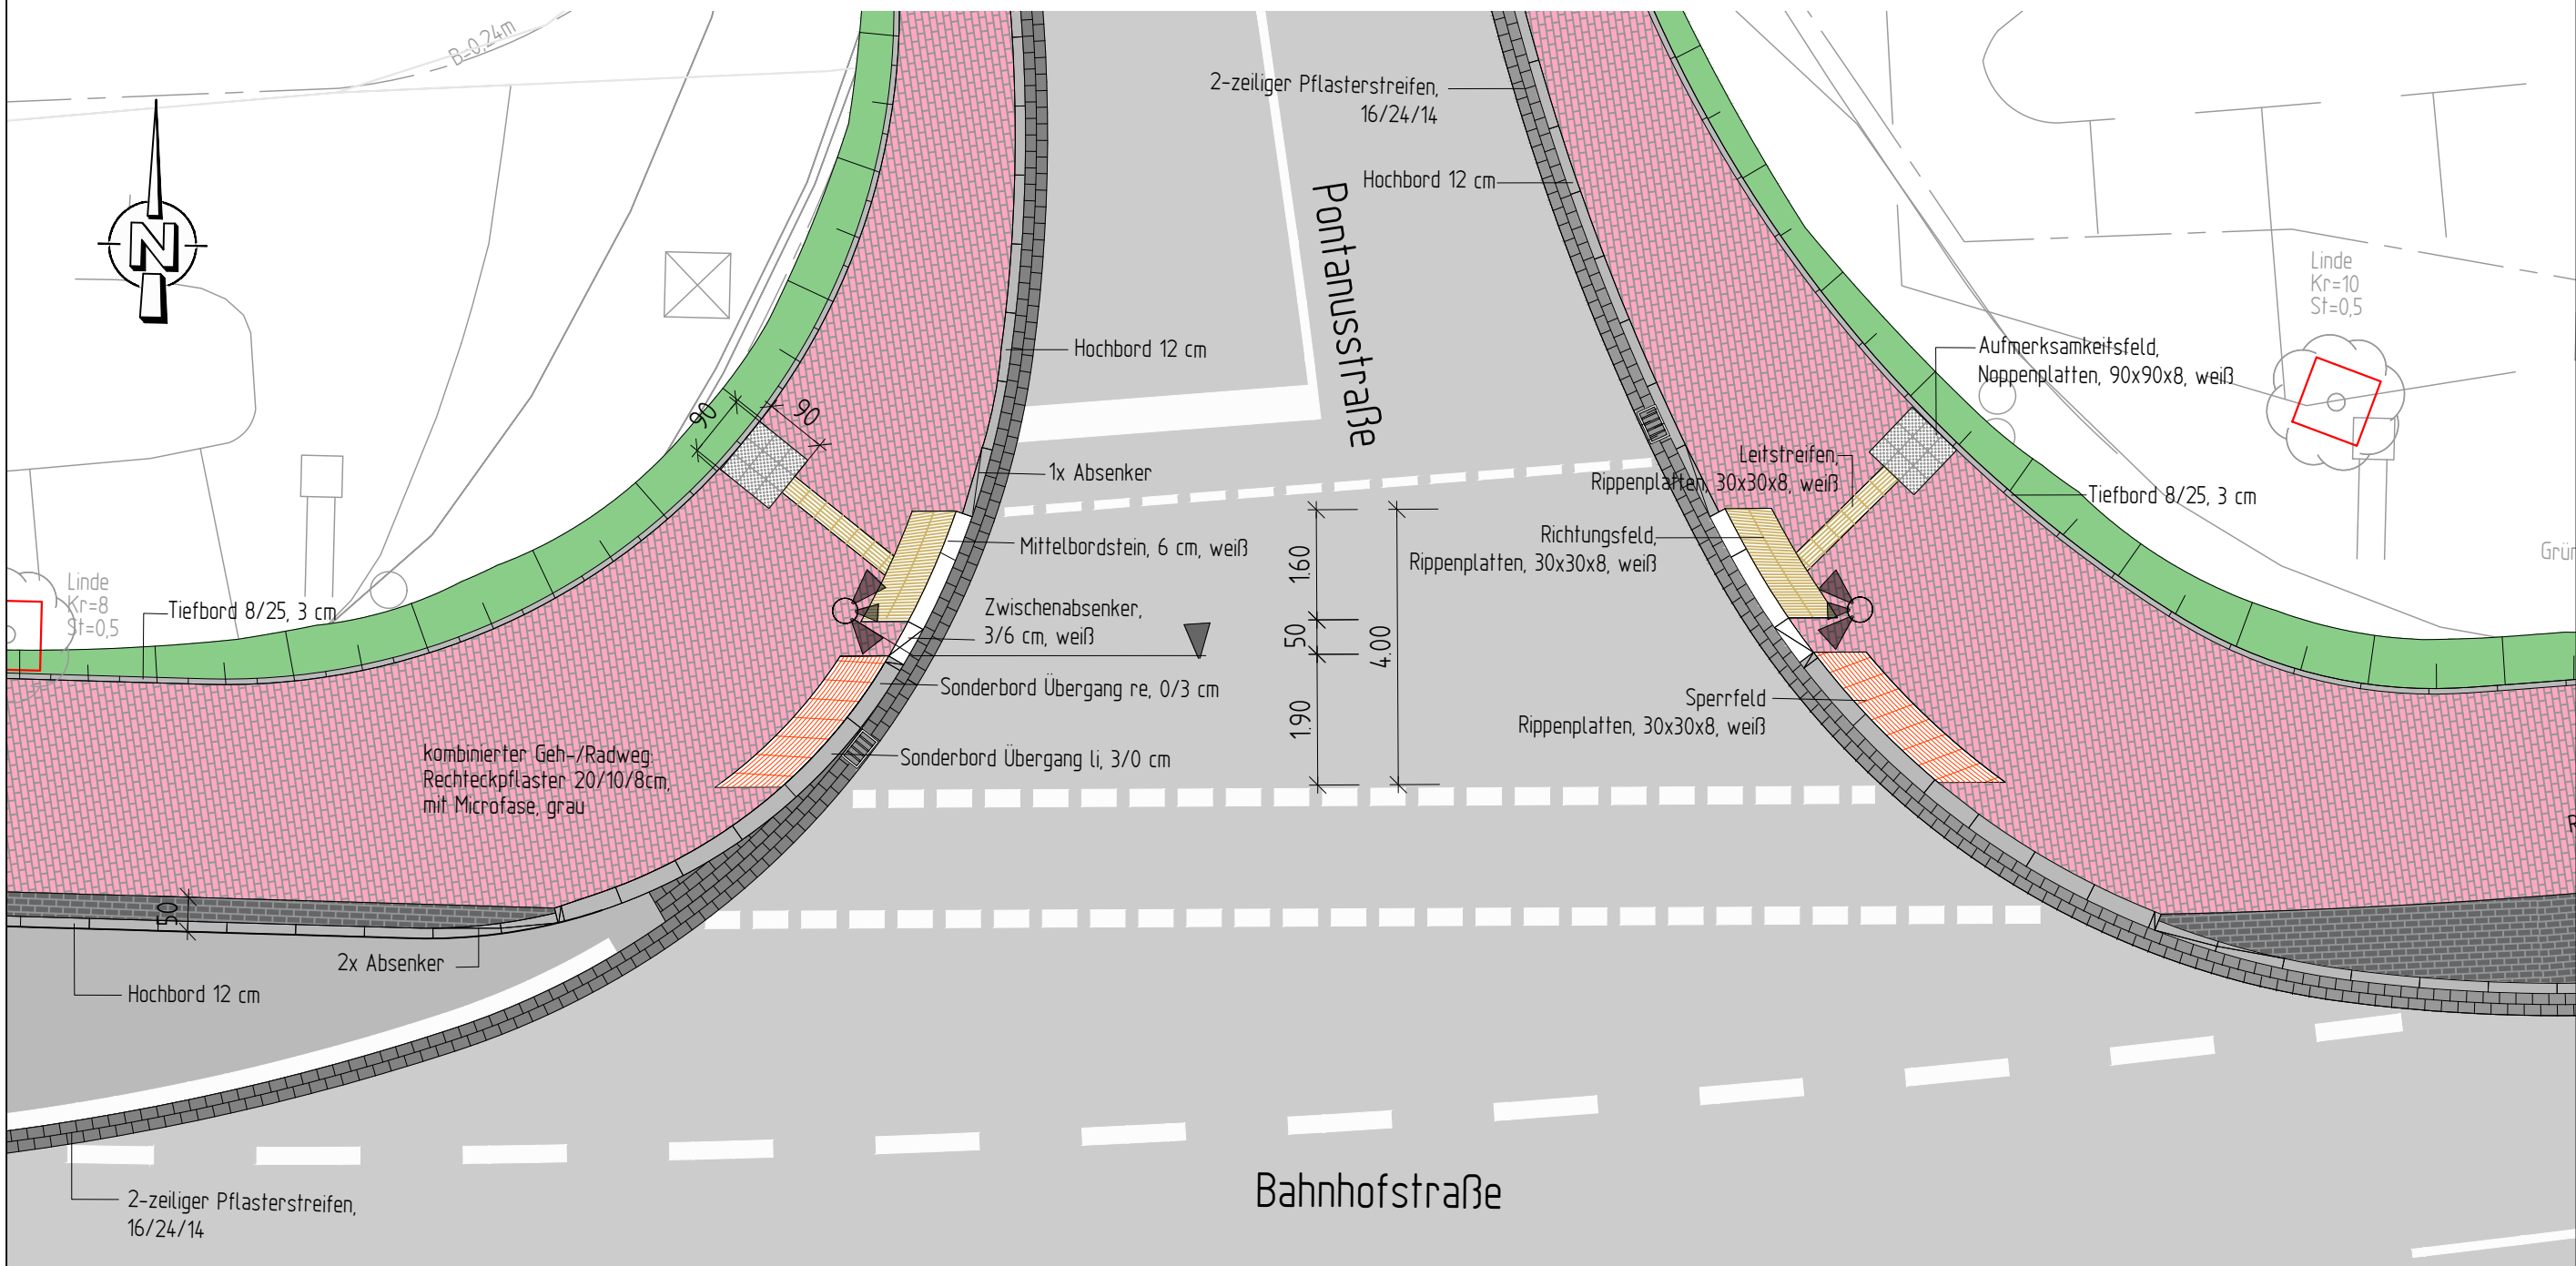 B=0,24m
N
2-zeiliger Pflasterstreifen,
16/24/14
Hochbord 12 cm
Pontanusstraße
Hochbord 12 cm
Linde
Kr=10
St=0,5
Aufmerksamkeitsfeld,
Noppenplatten, 90x90x8, weiß
90
90
1x Absenker
Leitstreifen,
Rippenplatten, 30x30x8, weiß
Tiefbord 8/25, 3 cm
Mittelbordstein, 6 cm, weiß
Richtungsfeld,
Rippenplatten, 30x30x8, weiß
1.60
50
4.00
1.90
Linde
Kr=8
St=0,5
Tiefbord 8/25, 3 cm
Zwischenabsenker,
3/6 cm, weiß
Sonderbord Übergang re, 0/3 cm
Sperrfeld
Rippenplatten, 30x30x8, weiß
Sonderbord Übergang li, 3/0 cm
kombinierter Geh-/Radweg:
Rechteckpflaster 20/10/8cm,
mit Microfase, grau
50
2x Absenker
Hochbord 12 cm
2-zeiliger Pflasterstreifen,
16/24/14
Bahnhofstraße